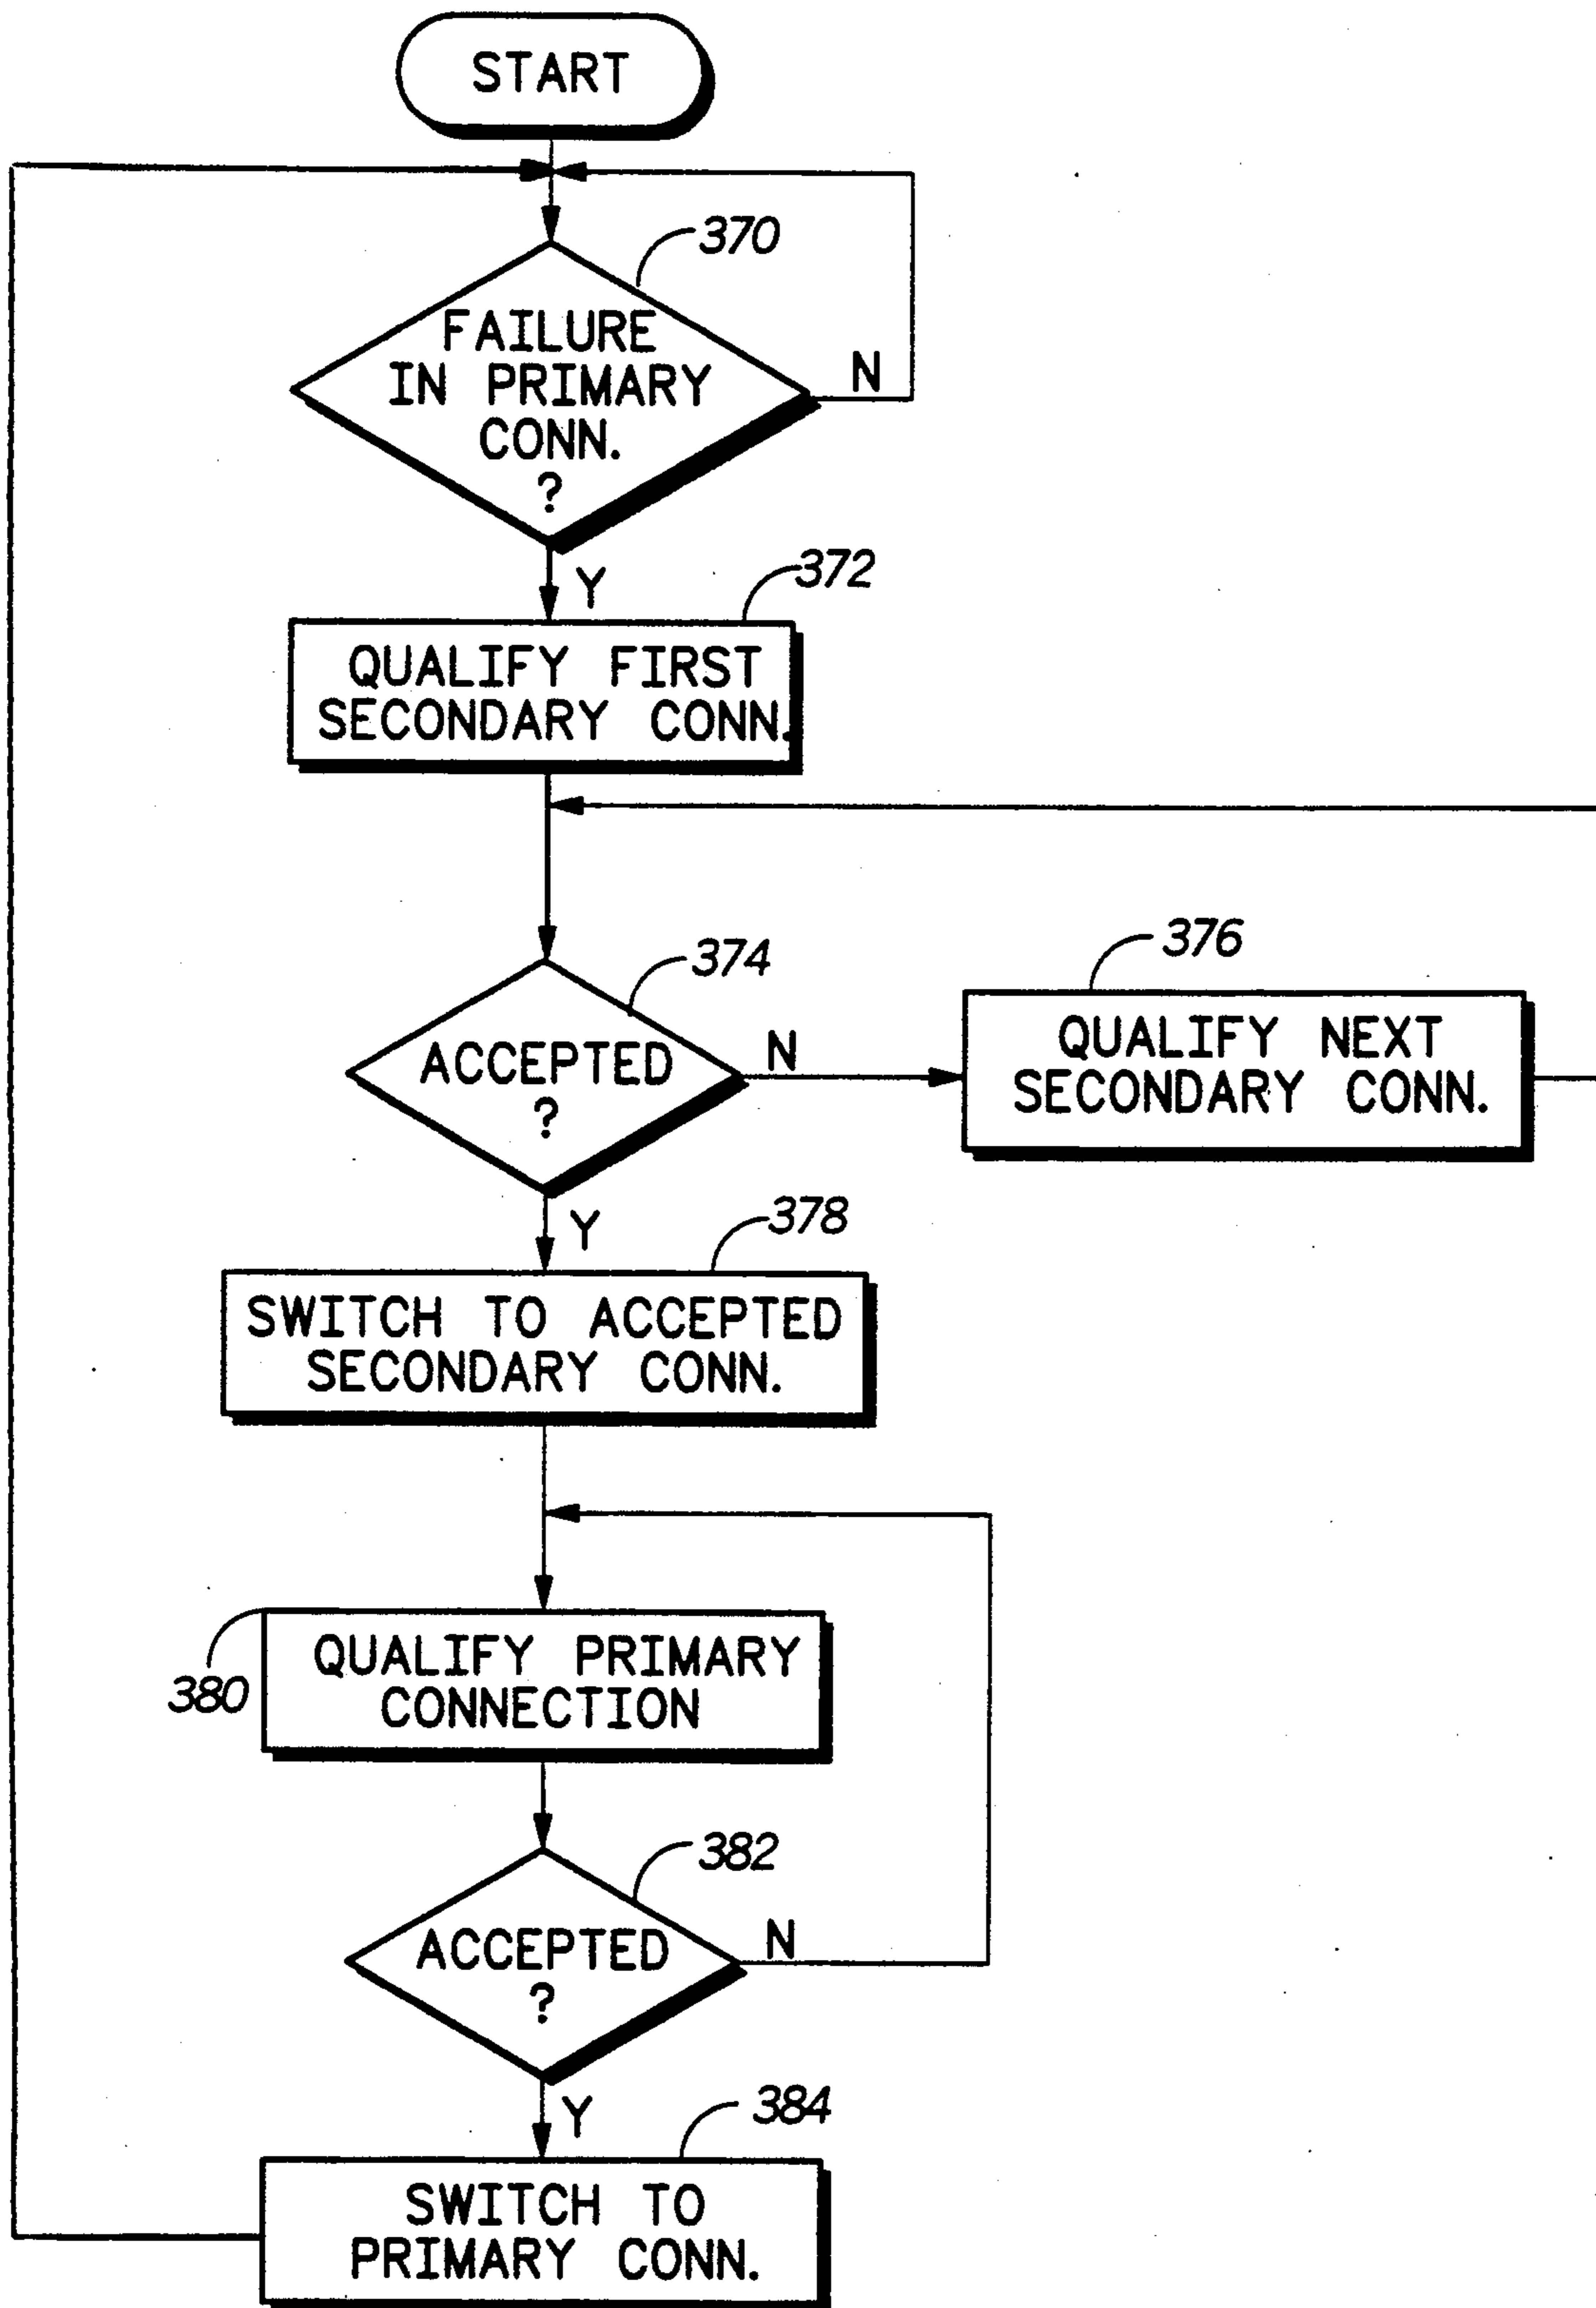 START
370
FAILURE
IN PRIMARY
CONN.
?
N
Y
372
QUALIFY FIRST
SECONDARY CONN.
374
ACCEPTED
?
N
376
QUALIFY NEXT
SECONDARY CONN.
Y
378
SWITCH TO ACCEPTED
SECONDARY CONN.
380
QUALIFY PRIMARY
CONNECTION
382
ACCEPTED
?
N
Y
384
SWITCH TO
PRIMARY CONN.